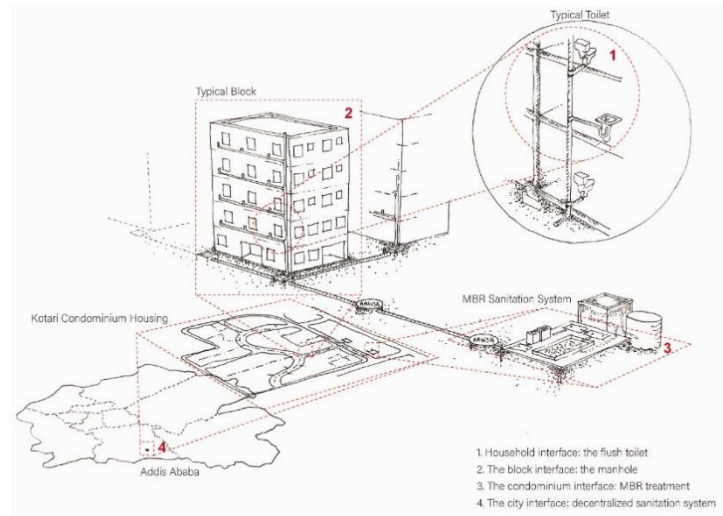 Typical Toilet
1
Typical Block
2
MBR Sanitation System
Kotari Condominium Housing
3
4
Addis Ababa
1. Household interface: the flush toilet
2. The block interface: the manhole
3. The condominium interface: MBR treatment
4. The city interface: decentralized sanitation system